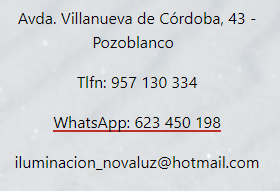 Avda. Villanueva de Córdoba, 43 -
Pozoblanco
Tlfn: 957 130 334
WhatsApp: 623 450 198
iluminacion_novaluz@hotmail.com